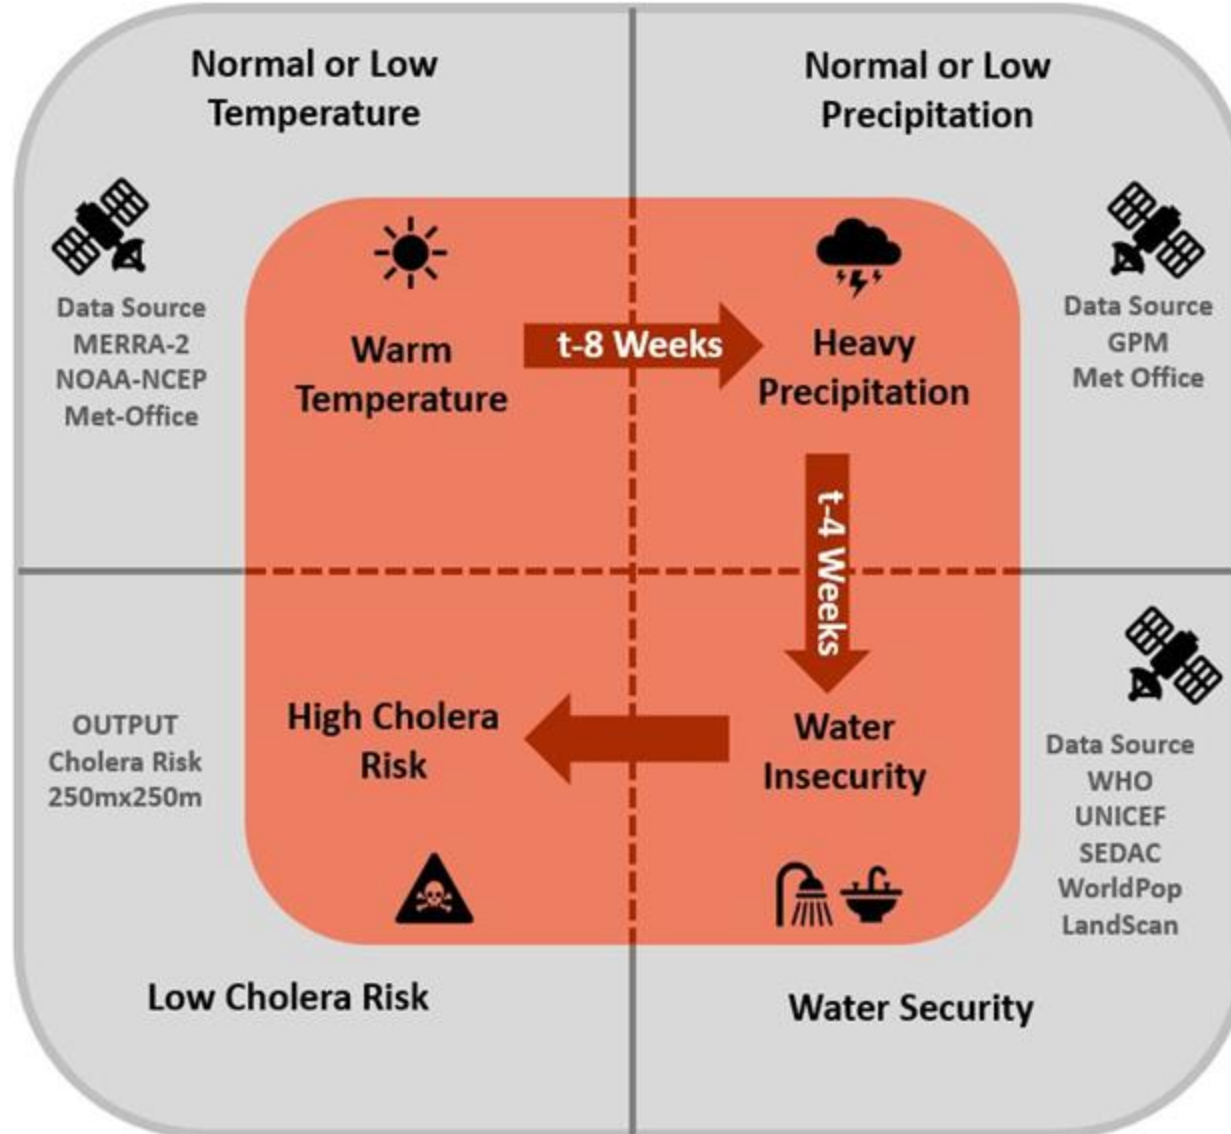 Normal or Low
Temperature
Normal or Low
Precipitation
Data Source
MERRA-2
NOAA-NCEP
Met-Office
Warm
Temperature
t-8 Weeks
Heavy
Precipitation
Data Source
GPM
Met Office
t-4 Weeks
OUTPUT
Cholera Risk
250mx250m
High Cholera
Risk
Water
Insecurity
Data Source
WHO
UNICEF
SEDAC
WorldPop
LandScan
Low Cholera Risk
Water Security